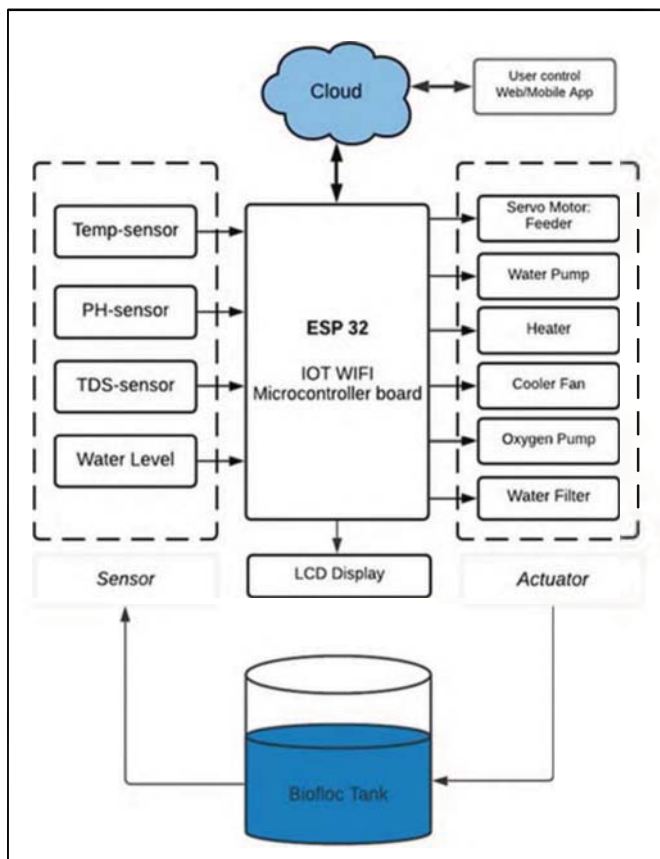 Cloud
User control
Web/Mobile App
Temp-sensor
PH-sensor
TDS-sensor
Water Level
ESP 32
IOT WIFI
Microcontroller board
Servo Motor:
Feeder
Water Pump
Heater
Cooler Fan
Oxygen Pump
Water Filter
Sensor
LCD Display
Actuator
Biofloc Tank